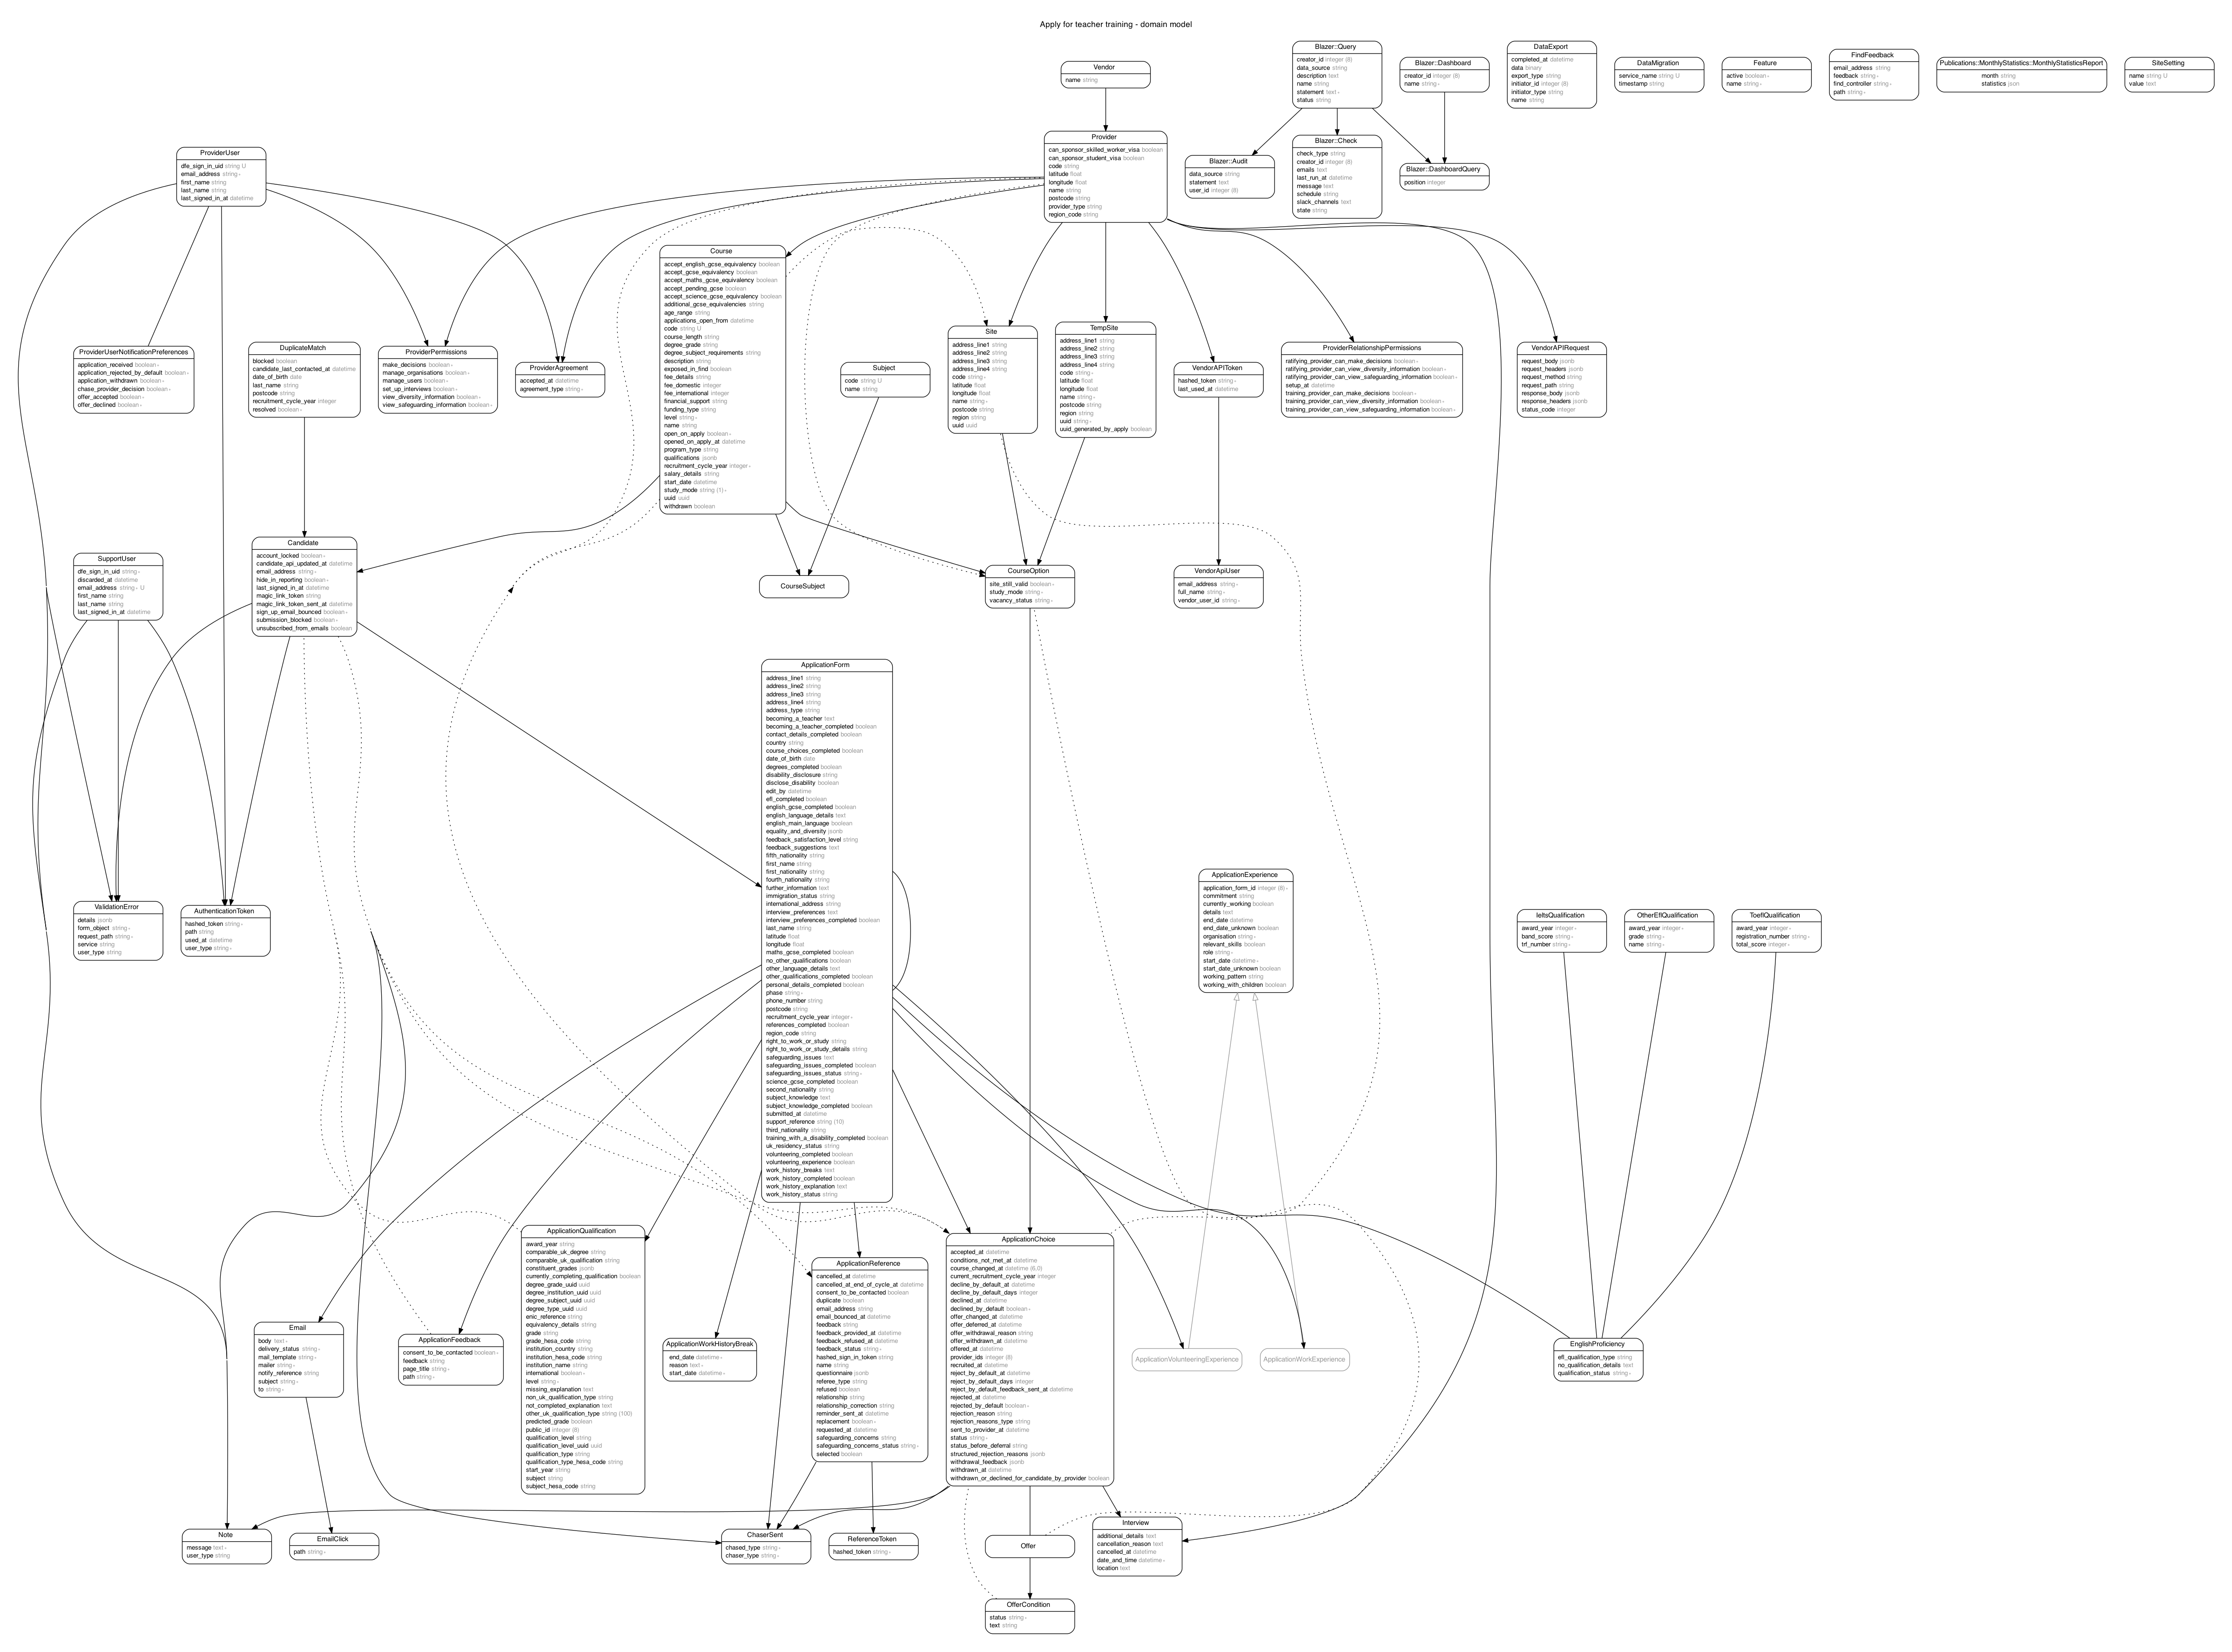 Apply for teacher training - domain model
Vendor
name string
Blazer::Query
creator_id integer (8)
data_source string
description text
name string
statement text ∗
status string
Blazer::Dashboard
creator_id integer (8)
name string ∗
DataExport
completed_at datetime
data binary
export_type string
initiator_id integer (8)
initiator_type string
name string
DataMigration
service_name string U
timestamp string
Feature
active boolean ∗
name string ∗
FindFeedback
email_address string
feedback string ∗
find_controller string ∗
path string ∗
Publications::MonthlyStatistics::MonthlyStatisticsReport
month string
statistics json
SiteSetting
name string U
value text
Provider
can_sponsor_skilled_worker_visa boolean
can_sponsor_student_visa boolean
code string
latitude float
longitude float
name string
postcode string
provider_type string
region_code string
Blazer::Audit
data_source string
statement text
user_id integer (8)
Blazer::Check
check_type string
creator_id integer (8)
emails text
last_run_at datetime
message text
schedule string
slack_channels text
state string
Blazer::DashboardQuery
position integer
ProviderUser
dfe_sign_in_uid string U
email_address string ∗
first_name string
last_name string
last_signed_in_at datetime
Course
accept_english_gcse_equivalency boolean
accept_gcse_equivalency boolean
accept_maths_gcse_equivalency boolean
accept_pending_gcse boolean
accept_science_gcse_equivalency boolean
additional_gcse_equivalencies string
age_range string
applications_open_from datetime
code string U
course_length string
degree_grade string
degree_subject_requirements string
description string
exposed_in_find boolean
fee_details string
fee_domestic integer
fee_international integer
financial_support string
funding_type string
level string ∗
name string
open_on_apply boolean ∗
opened_on_apply_at datetime
program_type string
qualifications jsonb
recruitment_cycle_year integer ∗
salary_details string
start_date datetime
study_mode string (1) ∗
uuid uuid
withdrawn boolean
ProviderUserNotificationPreferences
application_received boolean ∗
application_rejected_by_default boolean ∗
application_withdrawn boolean ∗
chase_provider_decision boolean ∗
offer_accepted boolean ∗
offer_declined boolean ∗
DuplicateMatch
blocked boolean
candidate_last_contacted_at datetime
date_of_birth date
last_name string
postcode string
recruitment_cycle_year integer
resolved boolean ∗
ProviderPermissions
make_decisions boolean ∗
manage_organisations boolean ∗
manage_users boolean ∗
set_up_interviews boolean ∗
view_diversity_information boolean ∗
view_safeguarding_information boolean ∗
ProviderAgreement
accepted_at datetime
agreement_type string ∗
Subject
code string U
name string
Site
address_line1 string
address_line2 string
address_line3 string
address_line4 string
code string ∗
latitude float
longitude float
name string ∗
postcode string
region string
uuid uuid
TempSite
address_line1 string
address_line2 string
address_line3 string
address_line4 string
code string ∗
latitude float
longitude float
name string ∗
postcode string
region string
uuid string ∗
uuid_generated_by_apply boolean
VendorAPIToken
hashed_token string ∗
last_used_at datetime
ProviderRelationshipPermissions
ratifying_provider_can_make_decisions boolean ∗
ratifying_provider_can_view_diversity_information boolean ∗
ratifying_provider_can_view_safeguarding_information boolean ∗
setup_at datetime
training_provider_can_make_decisions boolean ∗
training_provider_can_view_diversity_information boolean ∗
training_provider_can_view_safeguarding_information boolean ∗
VendorAPIRequest
request_body jsonb
request_headers jsonb
request_method string
request_path string
response_body jsonb
response_headers jsonb
status_code integer
SupportUser
dfe_sign_in_uid string ∗
discarded_at datetime
email_address string ∗ U
first_name string
last_name string
last_signed_in_at datetime
Candidate
account_locked boolean ∗
candidate_api_updated_at datetime
email_address string ∗
hide_in_reporting boolean ∗
last_signed_in_at datetime
magic_link_token string
magic_link_token_sent_at datetime
sign_up_email_bounced boolean ∗
submission_blocked boolean ∗
unsubscribed_from_emails boolean
CourseSubject
CourseOption
site_still_valid boolean ∗
study_mode string ∗
vacancy_status string ∗
VendorApiUser
email_address string ∗
full_name string ∗
vendor_user_id string ∗
ApplicationForm
address_line1 string
address_line2 string
address_line3 string
address_line4 string
address_type string
becoming_a_teacher text
becoming_a_teacher_completed boolean
contact_details_completed boolean
country string
course_choices_completed boolean
date_of_birth date
degrees_completed boolean
disability_disclosure string
disclose_disability boolean
edit_by datetime
efl_completed boolean
english_gcse_completed boolean
english_language_details text
english_main_language boolean
equality_and_diversity jsonb
feedback_satisfaction_level string
feedback_suggestions text
fifth_nationality string
first_name string
first_nationality string
fourth_nationality string
further_information text
immigration_status string
international_address string
interview_preferences text
interview_preferences_completed boolean
last_name string
latitude float
longitude float
maths_gcse_completed boolean
no_other_qualifications boolean
other_language_details text
other_qualifications_completed boolean
personal_details_completed boolean
phase string ∗
phone_number string
postcode string
recruitment_cycle_year integer ∗
references_completed boolean
region_code string
right_to_work_or_study string
right_to_work_or_study_details string
safeguarding_issues text
safeguarding_issues_completed boolean
safeguarding_issues_status string ∗
science_gcse_completed boolean
second_nationality string
subject_knowledge text
subject_knowledge_completed boolean
submitted_at datetime
support_reference string (10)
third_nationality string
training_with_a_disability_completed boolean
uk_residency_status string
volunteering_completed boolean
volunteering_experience boolean
work_history_breaks text
work_history_completed boolean
work_history_explanation text
work_history_status string
ApplicationExperience
application_form_id integer (8) ∗
commitment string
currently_working boolean
details text
end_date datetime
end_date_unknown boolean
organisation string ∗
relevant_skills boolean
role string ∗
start_date datetime ∗
start_date_unknown boolean
working_pattern string
working_with_children boolean
ValidationError
details jsonb
form_object string ∗
request_path string ∗
service string
user_type string
AuthenticationToken
hashed_token string ∗
path string
used_at datetime
user_type string ∗
IeltsQualification
award_year integer ∗
band_score string ∗
trf_number string ∗
OtherEflQualification
award_year integer ∗
grade string ∗
name string ∗
ToeflQualification
award_year integer ∗
registration_number string ∗
total_score integer ∗
ApplicationQualification
award_year string
comparable_uk_degree string
comparable_uk_qualification string
constituent_grades jsonb
currently_completing_qualification boolean
degree_grade_uuid uuid
degree_institution_uuid uuid
degree_subject_uuid uuid
degree_type_uuid uuid
enic_reference string
equivalency_details string
grade string
grade_hesa_code string
institution_country string
institution_hesa_code string
institution_name string
international boolean ∗
level string ∗
missing_explanation text
non_uk_qualification_type string
not_completed_explanation text
other_uk_qualification_type string (100)
predicted_grade boolean
public_id integer (8)
qualification_level string
qualification_level_uuid uuid
qualification_type string
qualification_type_hesa_code string
start_year string
subject string
subject_hesa_code string
ApplicationReference
cancelled_at datetime
cancelled_at_end_of_cycle_at datetime
consent_to_be_contacted boolean
duplicate boolean
email_address string
email_bounced_at datetime
feedback string
feedback_provided_at datetime
feedback_refused_at datetime
feedback_status string ∗
hashed_sign_in_token string
name string
questionnaire jsonb
referee_type string
refused boolean
relationship string
relationship_correction string
reminder_sent_at datetime
replacement boolean ∗
requested_at datetime
safeguarding_concerns string
safeguarding_concerns_status string ∗
selected boolean
ApplicationChoice
accepted_at datetime
conditions_not_met_at datetime
course_changed_at datetime (6,0)
current_recruitment_cycle_year integer
decline_by_default_at datetime
decline_by_default_days integer
declined_at datetime
declined_by_default boolean ∗
offer_changed_at datetime
offer_deferred_at datetime
offer_withdrawal_reason string
offer_withdrawn_at datetime
offered_at datetime
provider_ids integer (8)
recruited_at datetime
reject_by_default_at datetime
reject_by_default_days integer
reject_by_default_feedback_sent_at datetime
rejected_at datetime
rejected_by_default boolean ∗
rejection_reason string
rejection_reasons_type string
sent_to_provider_at datetime
status string ∗
status_before_deferral string
structured_rejection_reasons jsonb
withdrawal_feedback jsonb
withdrawn_at datetime
withdrawn_or_declined_for_candidate_by_provider boolean
Email
body text ∗
delivery_status string ∗
mail_template string ∗
mailer string ∗
notify_reference string
subject string ∗
to string ∗
ApplicationFeedback
consent_to_be_contacted boolean ∗
feedback string
page_title string ∗
path string ∗
ApplicationWorkHistoryBreak
end_date datetime ∗
reason text ∗
start_date datetime ∗
ApplicationVolunteeringExperience
ApplicationWorkExperience
EnglishProficiency
efl_qualification_type string
no_qualification_details text
qualification_status string ∗
Note
message text ∗
user_type string
EmailClick
path string ∗
ChaserSent
chased_type string ∗
chaser_type string ∗
ReferenceToken
hashed_token string ∗
Offer
Interview
additional_details text
cancellation_reason text
cancelled_at datetime
date_and_time datetime ∗
location text
OfferCondition
status string ∗
text string